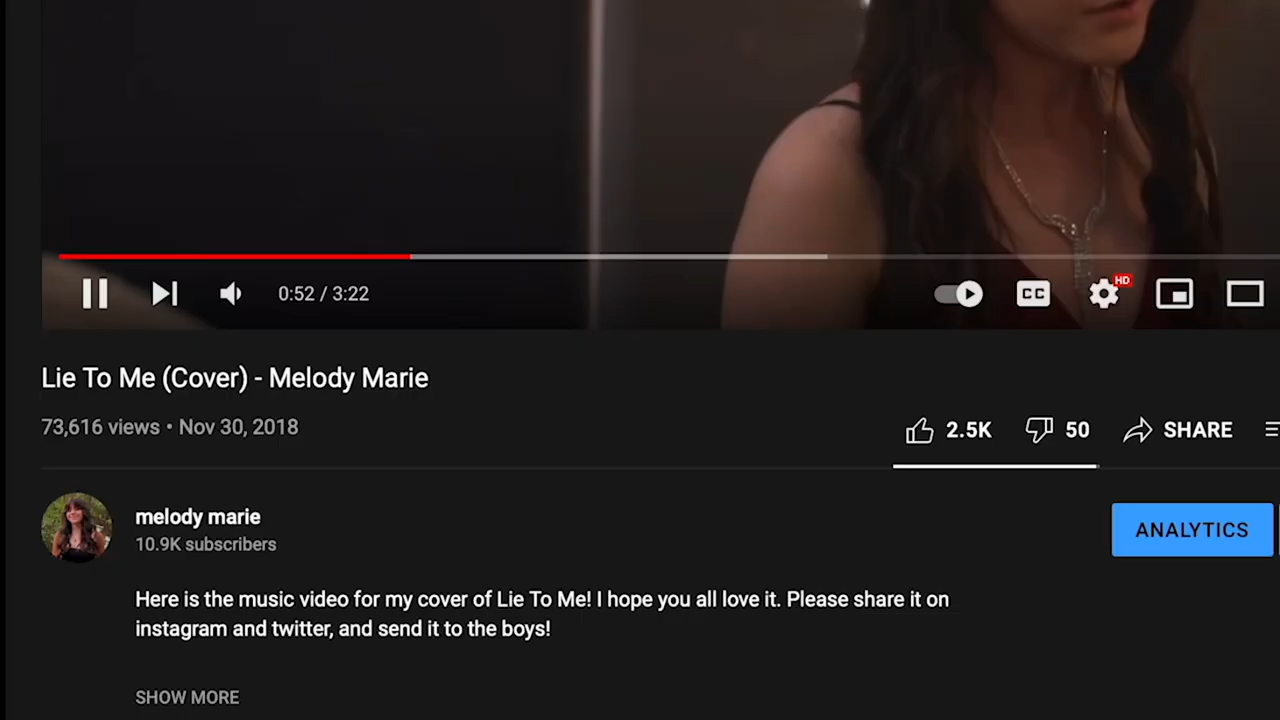 0:52 / 3:22
CC
HD
Lie To Me (Cover) - Melody Marie
73,616 views • Nov 30, 2018
2.5K
50
SHARE
melody marie
10.9K subscribers
ANALYTICS
Here is the music video for my cover of Lie To Me! I hope you all love it. Please share it on
instagram and twitter, and send it to the boys!
SHOW MORE